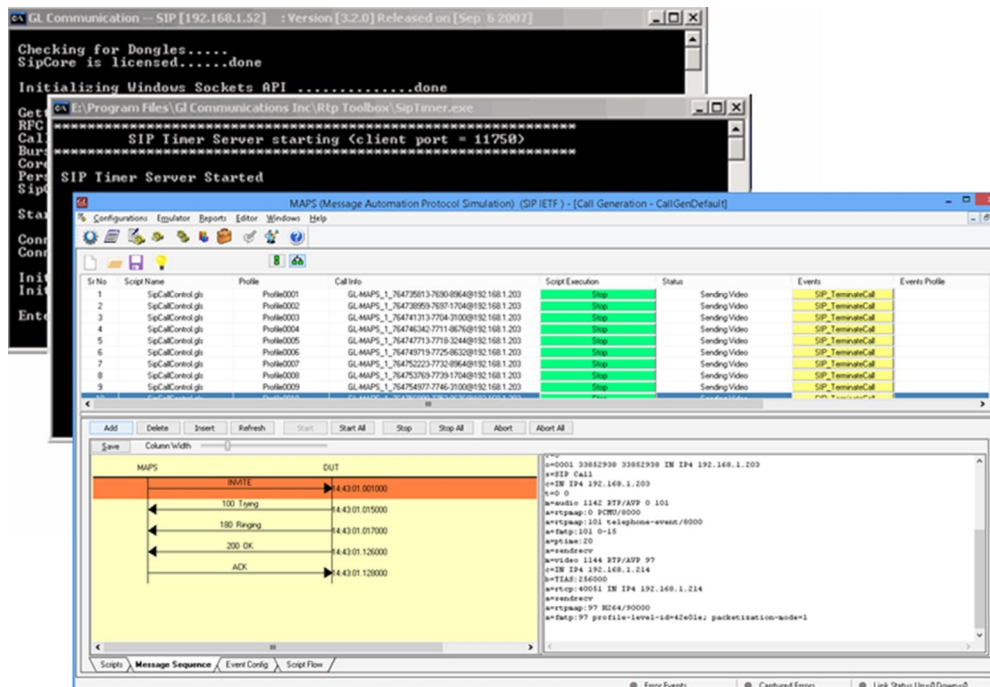 GL Communication -- SIP [192.168.1.52] : Version [3.2.0] Released on [Sep 6 2007]
Checking for Dongles.....
SipCore is licensed......done
Initializing Windows Sockets API ..............done
E:\Program Files\Gl Communications Inc\Rtp Toolbox\SipTimer.exe
SIP Timer Server starting (client port = 11750)
SIP Timer Server Started
RFC
Call
Core
Conn
Conn
Init
Init
MAPS (Message Automation Protocol Simulation) (SIP IETF ) - [Call Generation - CallGenDefault]
Configurations Emulator Reports Editor Windows Help
Sr No Script Name Profile Call Info Script Execution Status Events Events Profile
1 SipCallControl.gls Profile0001 GL-MAPS_1_764735813-7690-8964@192.168.1.203 Stop Sending Video SIP_TerminateCall
2 SipCallControl.gls Profile0002 GL-MAPS_1_764738959-7697-1704@192.168.1.203 Stop Sending Video SIP_TerminateCall
3 SipCallControl.gls Profile0003 GL-MAPS_1_764741313-7704-3100@192.168.1.203 Stop Sending Video SIP_TerminateCall
4 SipCallControl.gls Profile0004 GL-MAPS_1_764746342-7711-8676@192.168.1.203 Stop Sending Video SIP_TerminateCall
5 SipCallControl.gls Profile0005 GL-MAPS_1_764747713-7718-3244@192.168.1.203 Stop Sending Video SIP_TerminateCall
6 SipCallControl.gls Profile0006 GL-MAPS_1_764749719-7725-8632@192.168.1.203 Stop Sending Video SIP_TerminateCall
7 SipCallControl.gls Profile0007 GL-MAPS_1_764752223-7732-8964@192.168.1.203 Stop Sending Video SIP_TerminateCall
8 SipCallControl.gls Profile0008 GL-MAPS_1_764753769-7739-1704@192.168.1.203 Stop Sending Video SIP_TerminateCall
9 SipCallControl.gls Profile0009 GL-MAPS_1_764754977-7746-3100@192.168.1.203 Stop Sending Video SIP_TerminateCall
Add Delete Insert Refresh Start Start All Stop Stop All Abort Abort All
Save Column Width
MAPS DUT
INVITE
14:43:01.001000
100 Trying
14:43:01.015000
180 Ringing
14:43:01.017000
200 OK
14:43:01.126000
ACK
14:43:01.128000
o=0001 33852938 33852938 IN IP4 192.168.1.203
s=SIP Call
c=IN IP4 192.168.1.203
t=0 0
m=audio 1142 RTP/AVP 0 101
a=rtpmap:0 PCMU/8000
a=rtpmap:101 telephone-event/8000
a=fmtp:101 0-15
a=ptime:20
a=sendrecv
m=video 1144 RTP/AVP 97
c=IN IP4 192.168.1.214
b=TIAS:256000
a=rtcp:40051 IN IP4 192.168.1.214
a=sendrecv
a=rtpmap:97 H264/90000
a=fmtp:97 profile-level-id=42e01e; packetization-mode=1
Scripts Message Sequence Event Config Script Flow
Error Events Captured Errors Link Status Up=0 Down=0